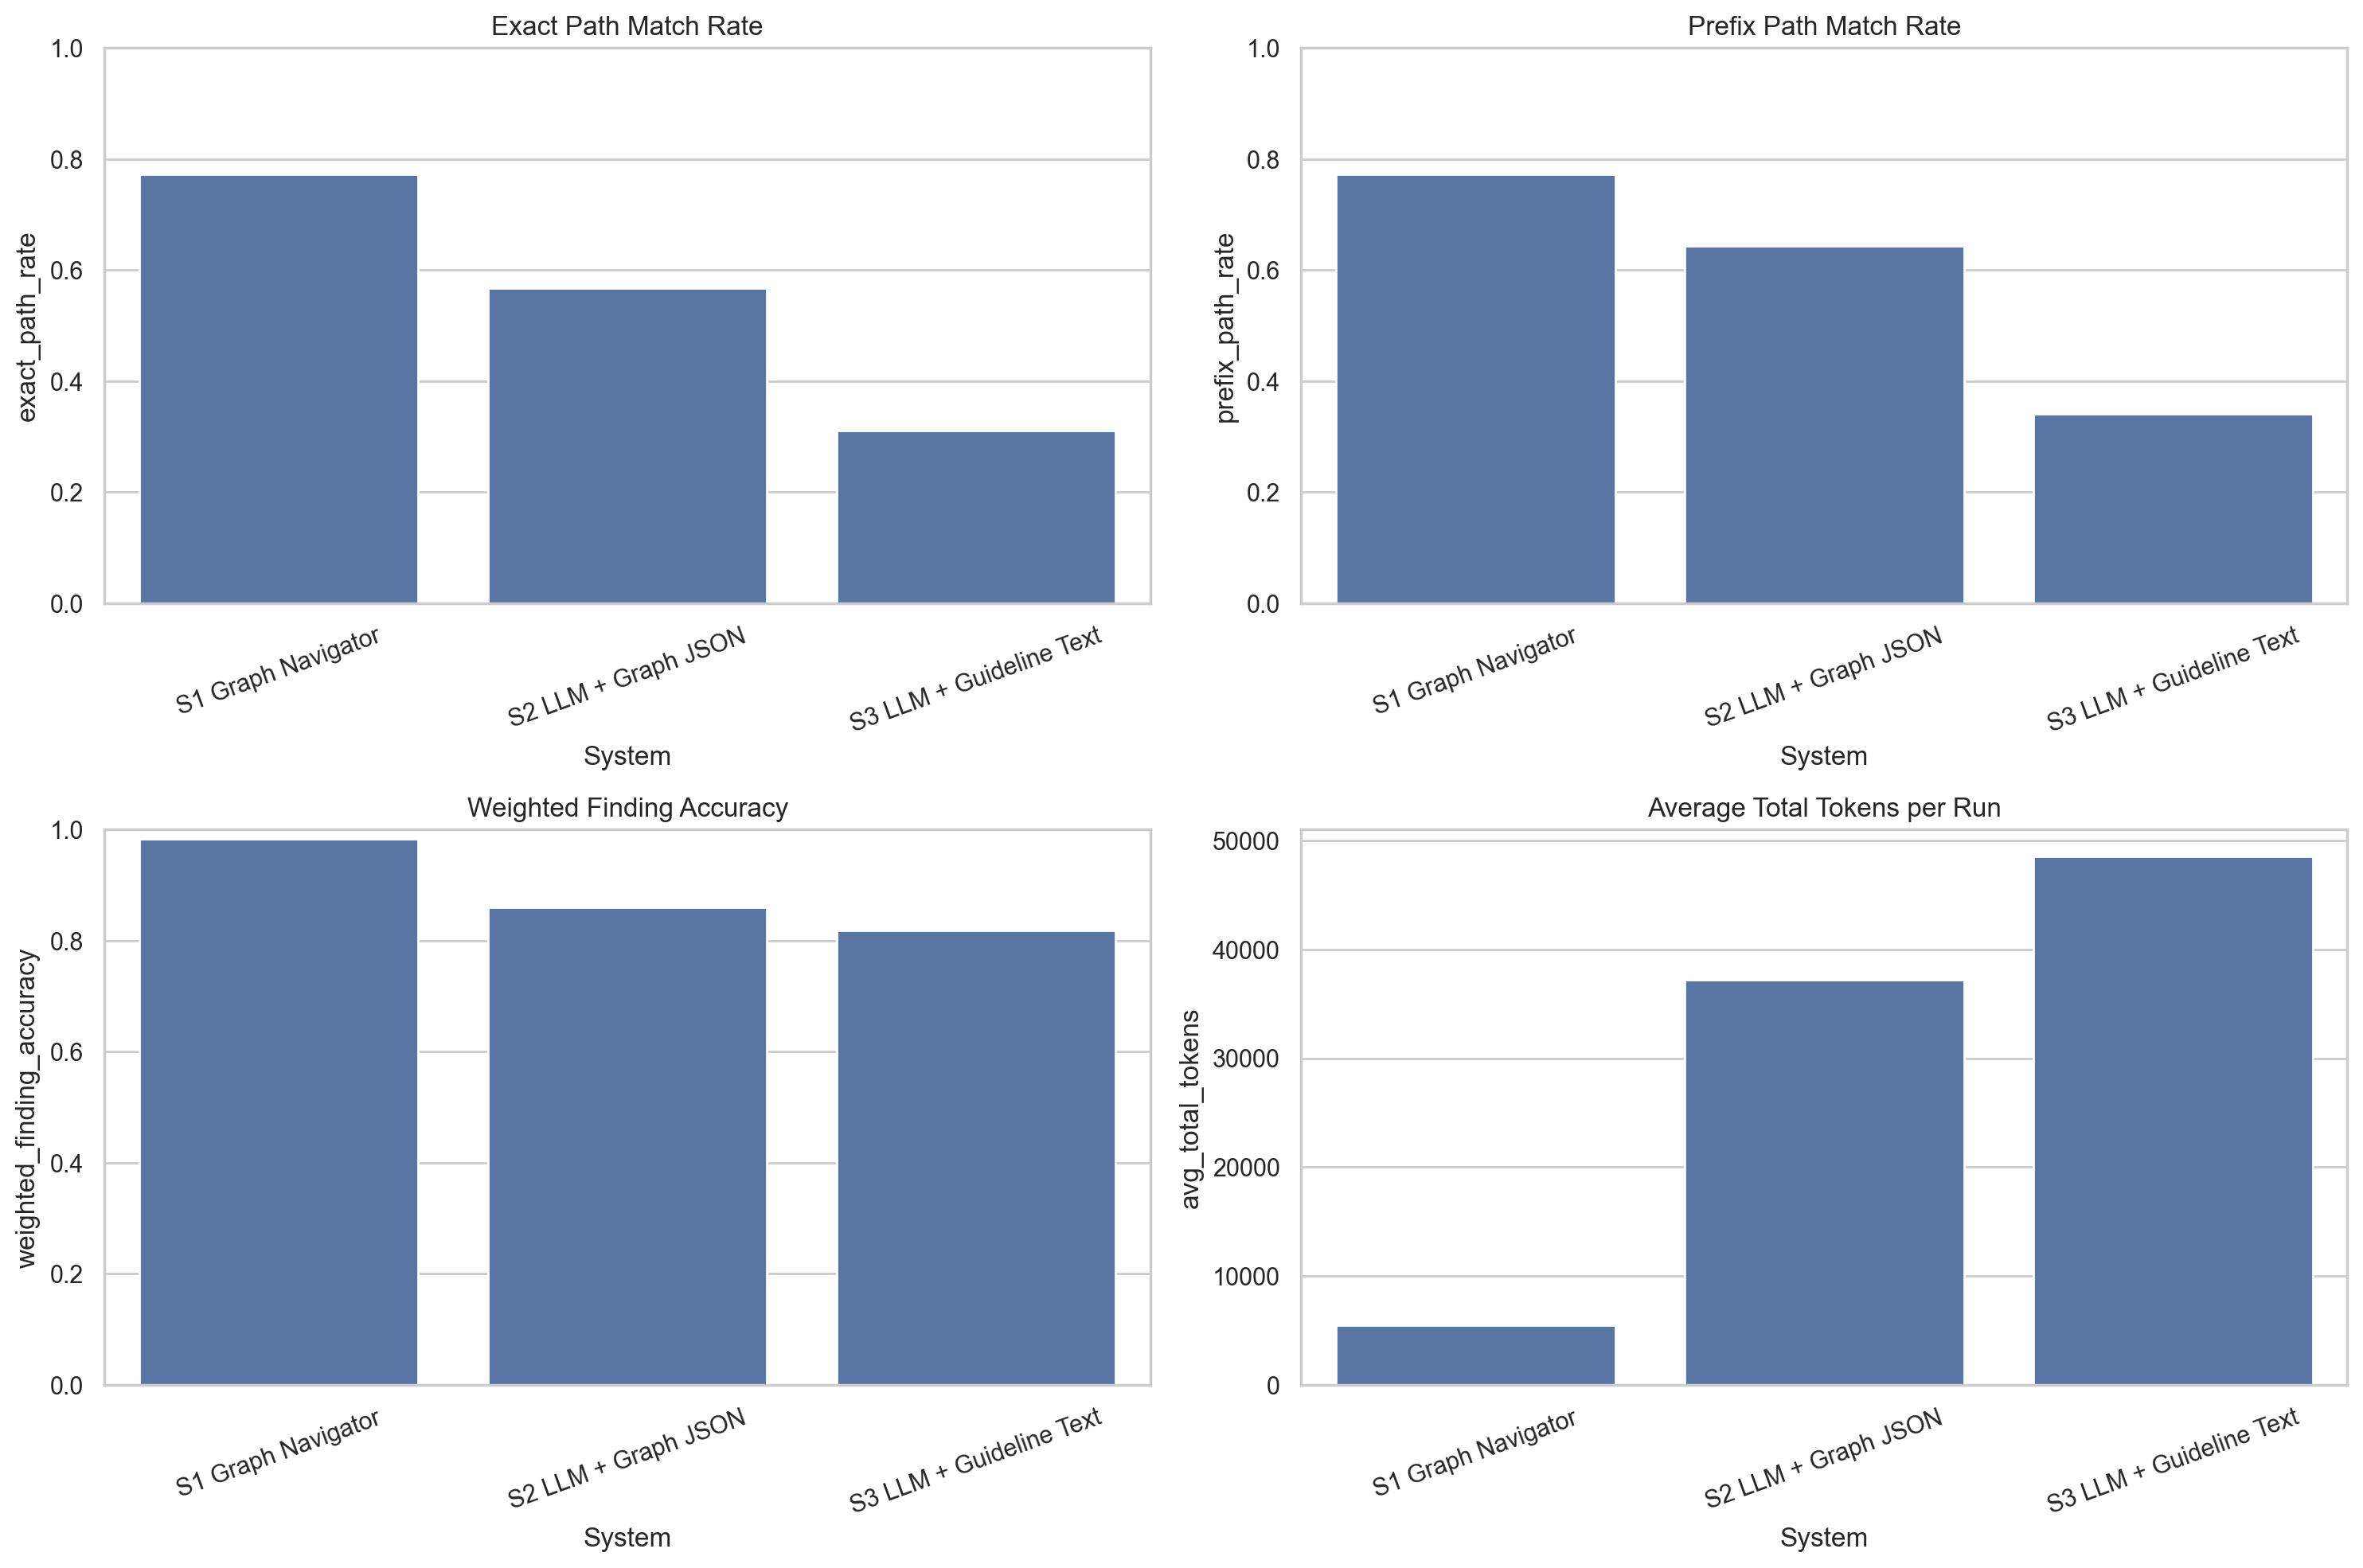 Exact Path Match Rate
1.0
0.8
0.6
0.4
0.2
0.0
exact_path_rate
S1 Graph Navigator
S2 LLM + Graph JSON
S3 LLM + Guideline Text
System
Prefix Path Match Rate
1.0
0.8
0.6
0.4
0.2
0.0
prefix_path_rate
S1 Graph Navigator
S2 LLM + Graph JSON
S3 LLM + Guideline Text
System
Weighted Finding Accuracy
1.0
0.8
0.6
0.4
0.2
0.0
weighted_finding_accuracy
S1 Graph Navigator
S2 LLM + Graph JSON
S3 LLM + Guideline Text
System
Average Total Tokens per Run
50000
40000
30000
20000
10000
0
avg_total_tokens
S1 Graph Navigator
S2 LLM + Graph JSON
S3 LLM + Guideline Text
System